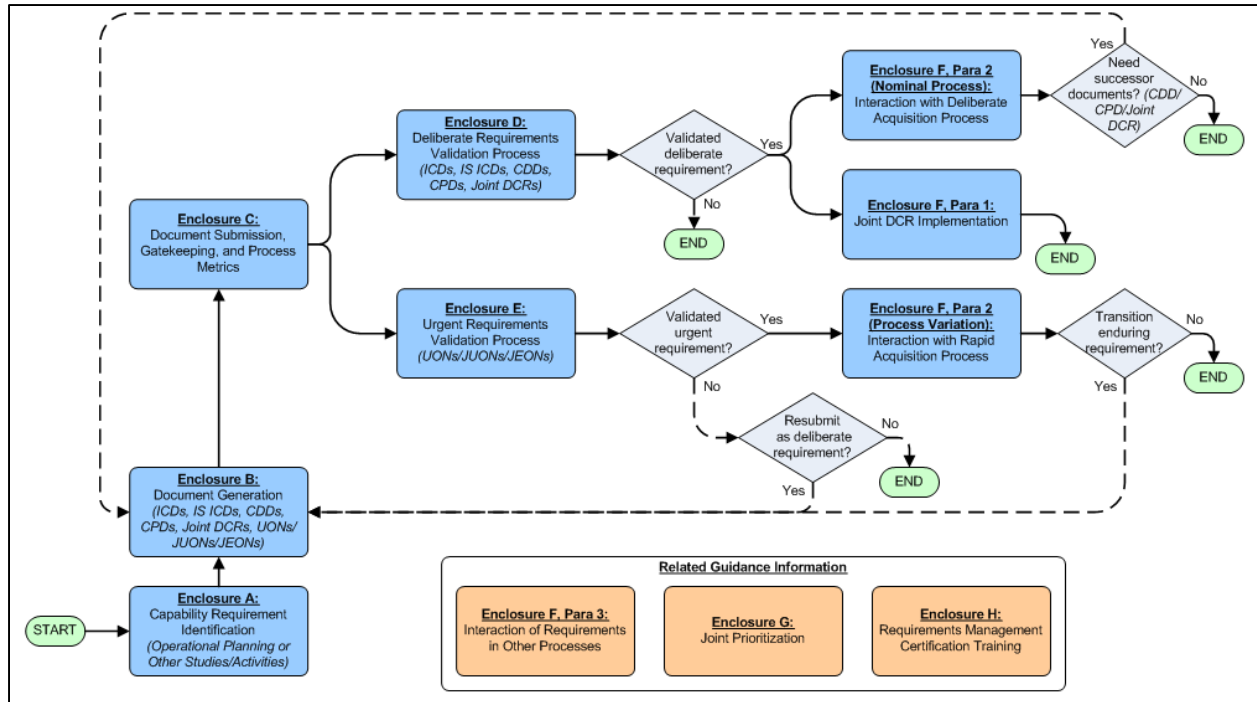 Yes
Need
successor
documents? (CDD/
CPD/Joint
DCR)
No
END
Enclosure F, Para 2
(Nominal Process):
Interaction with Deliberate
Acquisition Process
Enclosure D:
Deliberate Requirements
Validation Process
(ICDs, IS ICDs, CDDs,
CPDs, Joint DCRs)
Validated
deliberate
requirement?
Yes
No
END
Enclosure F, Para 1:
Joint DCR Implementation
END
Enclosure C:
Document Submission,
Gatekeeping, and Process
Metrics
Enclosure E:
Urgent Requirements
Validation Process
(UONs/JUONs/JEONs)
Validated
urgent
requirement?
Yes
No
Enclosure F, Para 2
(Process Variation):
Interaction with Rapid
Acquisition Process
Transition
enduring
requirement?
No
END
Yes
Resubmit
as deliberate
requirement?
No
END
Yes
Enclosure B:
Document Generation
(ICDs, IS ICDs, CDDs,
CPDs, Joint DCRs, UONs/
JUONs/JEONs)
START
Enclosure A:
Capability Requirement
Identification
(Operational Planning or
Other Studies/Activities)
Related Guidance Information
Enclosure F, Para 3:
Interaction of Requirements
in Other Processes
Enclosure G:
Joint Prioritization
Enclosure H:
Requirements Management
Certification Training